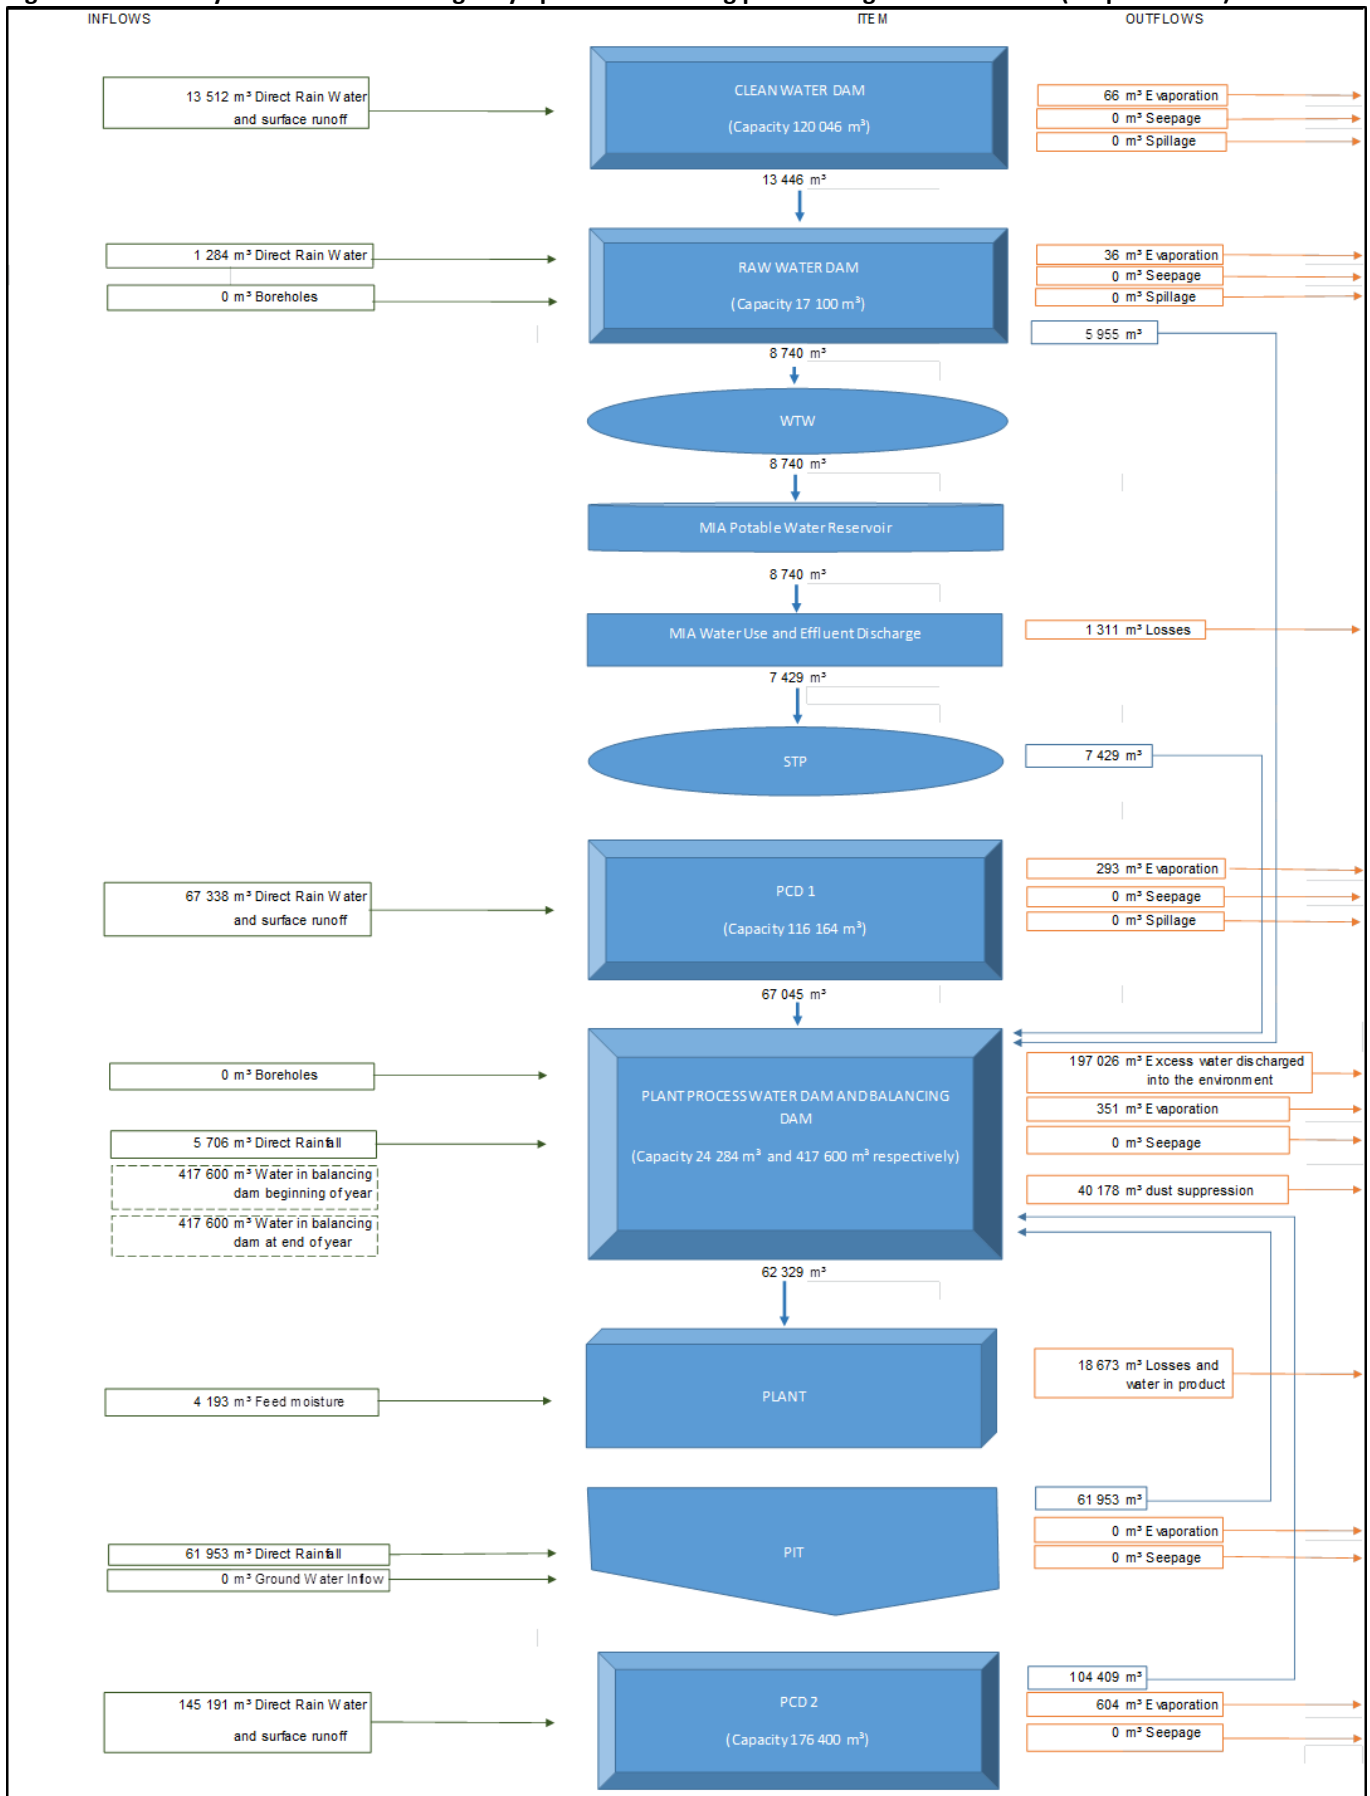 INFLOWS
ITEM
OUTFLOWS
13 512 m³ Direct Rain Water
and surface runoff
CLEAN WATER DAM
(Capacity 120 046 m³)
66 m³ Evaporation
0 m³ Seepage
0 m³ Spillage
13 446 m³
1 284 m³ Direct Rain Water
0 m³ Boreholes
RAW WATER DAM
(Capacity 17 100 m³)
36 m³ Evaporation
0 m³ Seepage
0 m³ Spillage
5 955 m³
8 740 m³
WTW
8 740 m³
MIA Potable Water Reservoir
8 740 m³
MIA Water Use and Effluent Discharge
1 311 m³ Losses
7 429 m³
STP
7 429 m³
67 338 m³ Direct Rain Water
and surface runoff
PCD 1
(Capacity 116 164 m³)
293 m³ Evaporation
0 m³ Seepage
0 m³ Spillage
67 045 m³
0 m³ Boreholes
5 706 m³ Direct Rainfall
417 600 m³ Water in balancing
dam beginning of year
417 600 m³ Water in balancing
dam at end of year
PLANT PROCESS WATER DAM AND BALANCING
DAM
(Capacity 24 284 m³ and 417 600 m³ respectively)
197 026 m³ Excess water discharged
into the environment
351 m³ Evaporation
0 m³ Seepage
40 178 m³ dust suppression
62 329 m³
4 193 m³ Feed moisture
PLANT
18 673 m³ Losses and
water in product
61 953 m³ Direct Rainfall
0 m³ Ground Water Inflow
PIT
61 953 m³
0 m³ Evaporation
0 m³ Seepage
145 191 m³ Direct Rain Water
and surface runoff
PCD 2
(Capacity 176 400 m³)
104 409 m³
604 m³ Evaporation
0 m³ Seepage